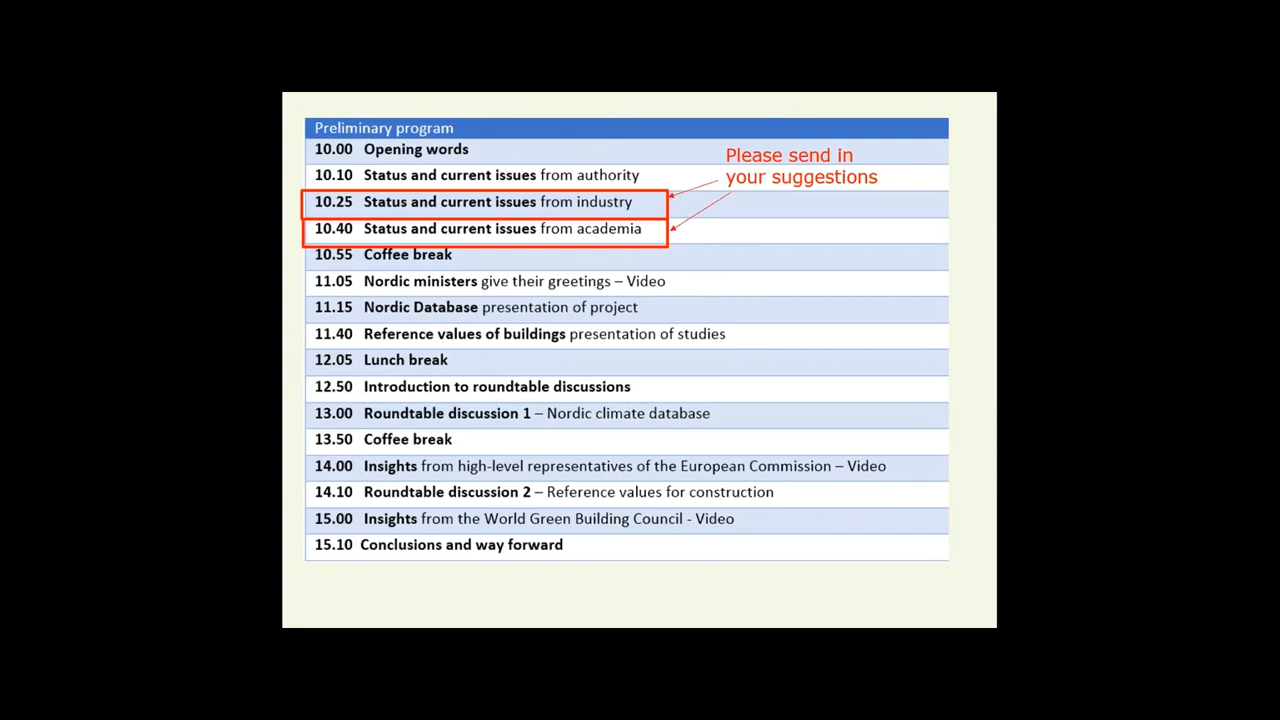 Preliminary program
10.00 Opening words
10.10 Status and current issues from authority
10.25 Status and current issues from industry
10.40 Status and current issues from academia
10.55 Coffee break
11.05 Nordic ministers give their greetings – Video
11.15 Nordic Database presentation of project
11.40 Reference values of buildings presentation of studies
12.05 Lunch break
12.50 Introduction to roundtable discussions
13.00 Roundtable discussion 1 – Nordic climate database
13.50 Coffee break
14.00 Insights from high-level representatives of the European Commission – Video
14.10 Roundtable discussion 2 – Reference values for construction
15.00 Insights from the World Green Building Council - Video
15.10 Conclusions and way forward
Please send in
your suggestions